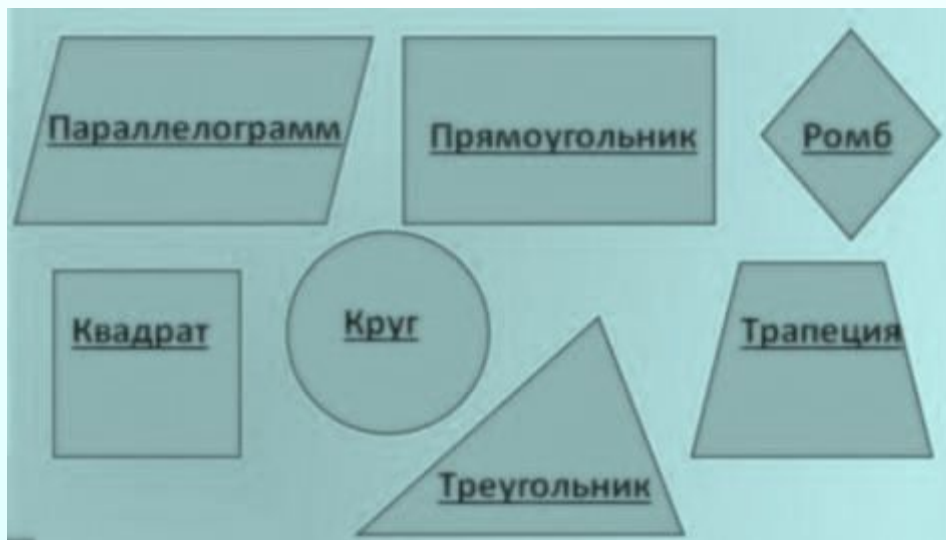 Параллелограмм
Прямоугольник
Ромб
Квадрат
Круг
Трапеция
Треугольник